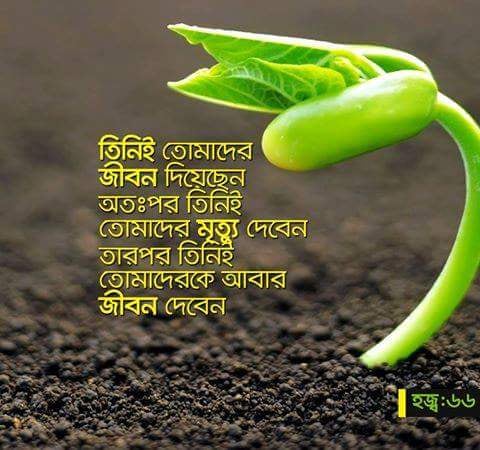 তিনিই তোমাদের
জীবন দিয়েছেন
অতঃপর তিনিই
তোমাদের মৃত্যু দেবেন
তারপর তিনিই
তোমাদেরকে আবার
জীবন দেবেন
হজ্ব:৬৬